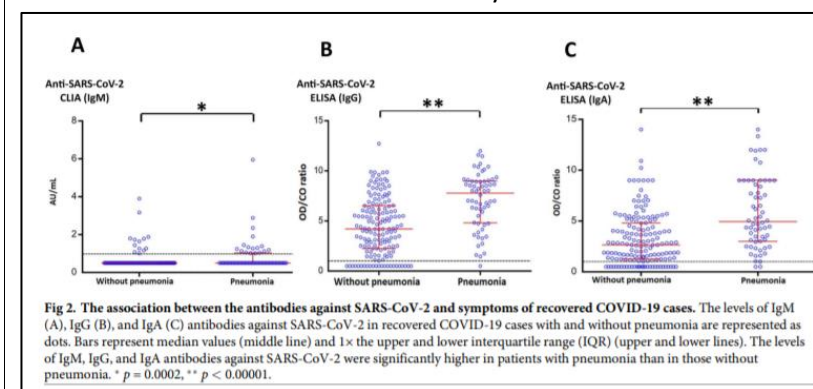 A
B
C
Anti-SARS-CoV-2
CLIA (IgM)
*
AU/mL
8
6
4
2
0
Without pneumonia
Pneumonia
Anti-SARS-CoV-2
ELISA (IgG)
**
OD/CO ratio
15
10
5
0
Without pneumonia
Pneumonia
Anti-SARS-CoV-2
ELISA (IgA)
**
OD/CO ratio
15
10
5
0
Without pneumonia
Pneumonia
Fig 2. The association between the antibodies against SARS-CoV-2 and symptoms of recovered COVID-19 cases. The levels of IgM
(A), IgG (B), and IgA (C) antibodies against SARS-CoV-2 in recovered COVID-19 cases with and without pneumonia are represented as
dots. Bars represent median values (middle line) and 1× the upper and lower interquartile range (IQR) (upper and lower lines). The levels
of IgM, IgG, and IgA antibodies against SARS-CoV-2 were significantly higher in patients with pneumonia than in those without
pneumonia. * p = 0.0002, ** p < 0.00001.